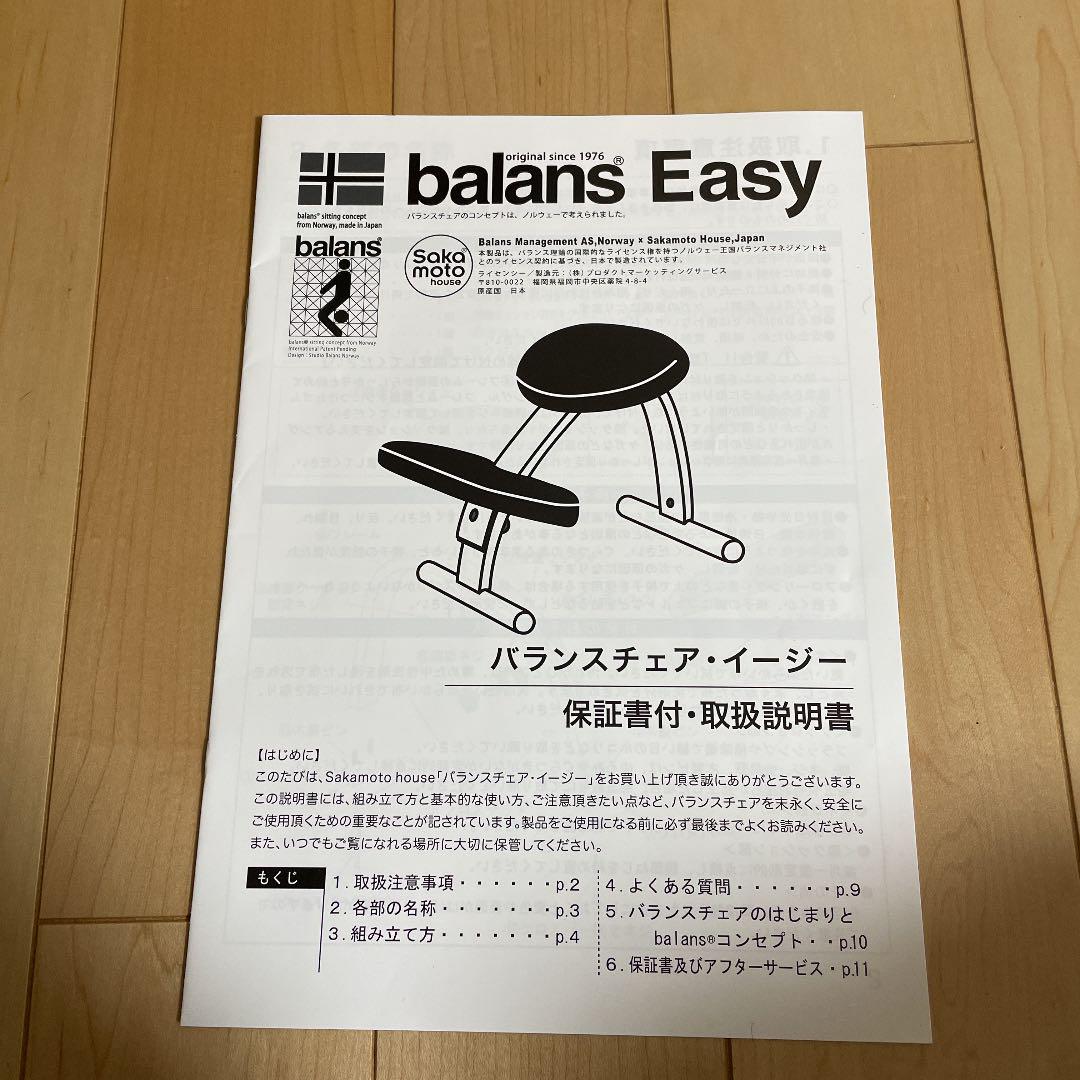 original since 1976
balans® Easy
バランスチェアのコンセプトは、ノルウェーで考えられました。
balans® sitting concept
from Norway, made in Japan
balans®
balans® sitting concept from Norway
International Patent Pending
Design : Studio Balans Norway
Saka
moto
house
Balans Management AS,Norway × Sakamoto House,Japan
本製品は、バランス理論の国際的なライセンス権を持つノルウェー王国バランスマネジメント社
とのライセンス契約に基づき、日本で製造されています。
ライセンシー/製造元:(株)プロダクトマーケッティングサービス
〒810-0022 福岡県福岡市中央区薬院4-8-4
原産国 日本
バランスチェア・イージー
保証書付・取扱説明書
【はじめに】
このたびは、Sakamoto house「バランスチェア・イージー」をお買い上げ頂き誠にありがとうございます。
この説明書には、組み立て方と基本的な使い方、ご注意頂きたい点など、バランスチェアを末永く、安全に
ご使用頂くための重要なことが記されています。製品をご使用になる前に必ず最後までよくお読みください。
また、いつでもご覧になれる場所に大切に保管してください。
もくじ
1. 取扱注意事項・・・・・・p.2
2. 各部の名称・・・・・・・p.3
3. 組み立て方・・・・・・・p.4
4. よくある質問・・・・・・p.9
5. バランスチェアのはじまりと
balans®コンセプト・・p.10
6. 保証書及びアフターサービス・p.11